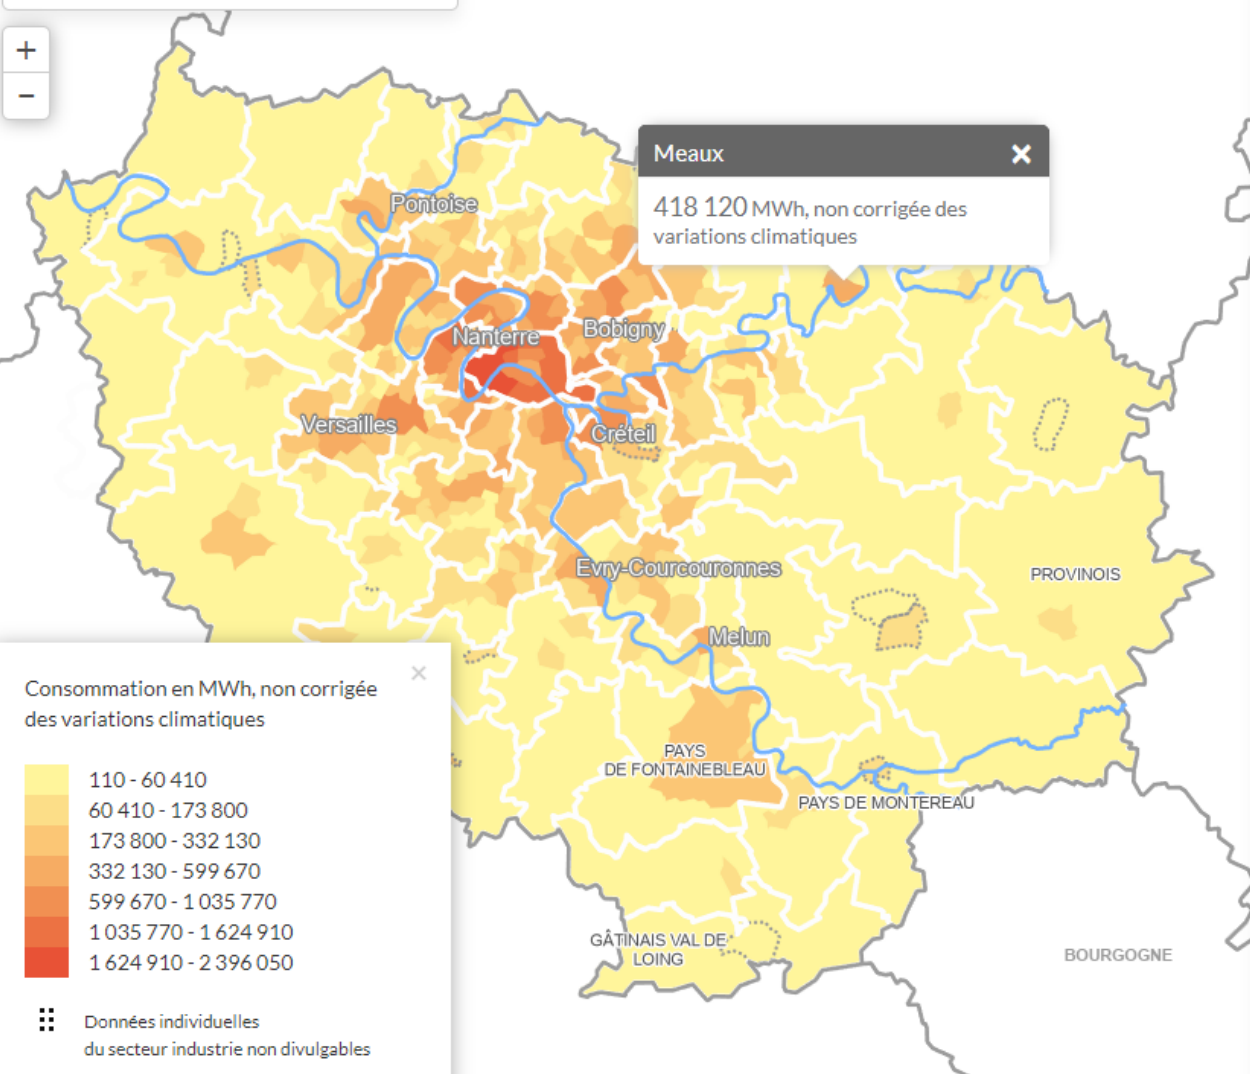 +
−
Meaux ×
418 120 MWh, non corrigée des
variations climatiques
Pontoise
Nanterre
Bobigny
Versailles
Créteil
Evry-Courcouronnes
PROVINOIS
Melun
PAYS
DE FONTAINEBLEAU
PAYS DE MONTEREAU
GÂTINAIS VAL DE
LOING
BOURGOGNE
×
Consommation en MWh, non corrigée
des variations climatiques
110 - 60 410
60 410 - 173 800
173 800 - 332 130
332 130 - 599 670
599 670 - 1 035 770
1 035 770 - 1 624 910
1 624 910 - 2 396 050
Données individuelles
du secteur industrie non divulgables